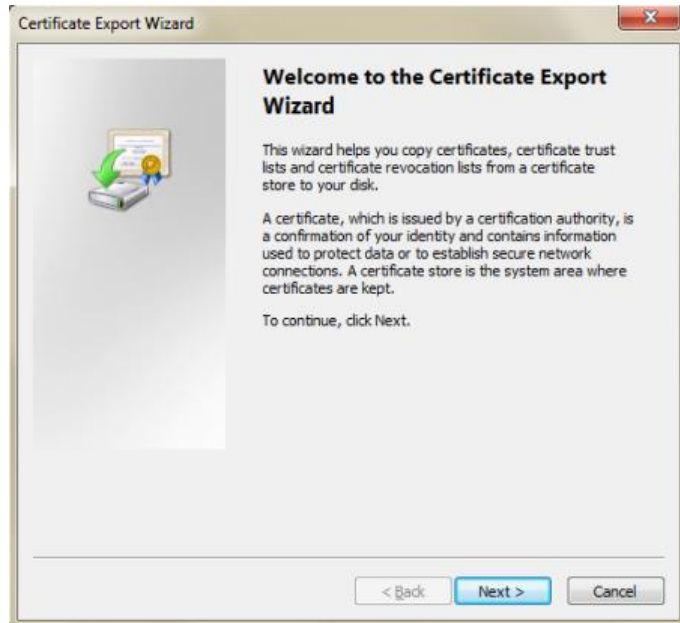 Certificate Export Wizard
Welcome to the Certificate Export
Wizard
This wizard helps you copy certificates, certificate trust
lists and certificate revocation lists from a certificate
store to your disk.
A certificate, which is issued by a certification authority, is
a confirmation of your identity and contains information
used to protect data or to establish secure network
connections. A certificate store is the system area where
certificates are kept.
To continue, click Next.
< Back
Next >
Cancel